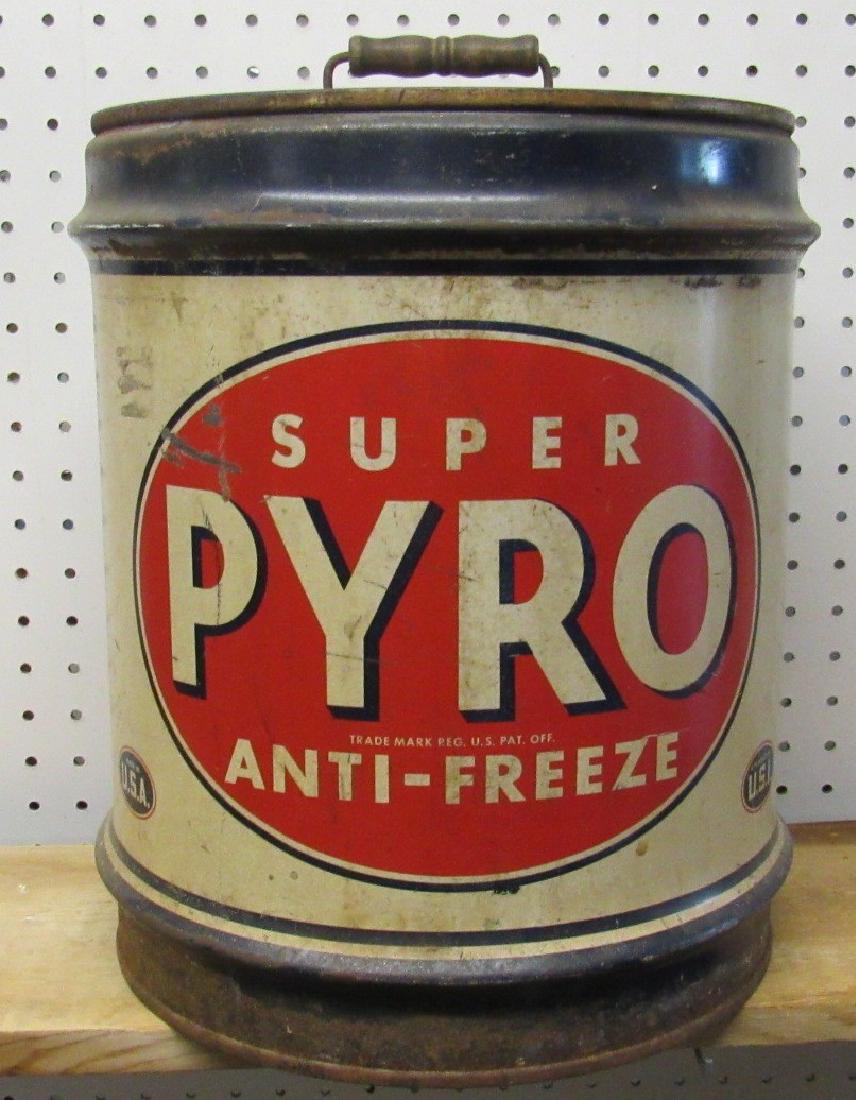 SUPER
PYRO
TRADE MARK REG. U.S. PAT. OFF.
ANTI-FREEZE
U.S.A.
U.S.